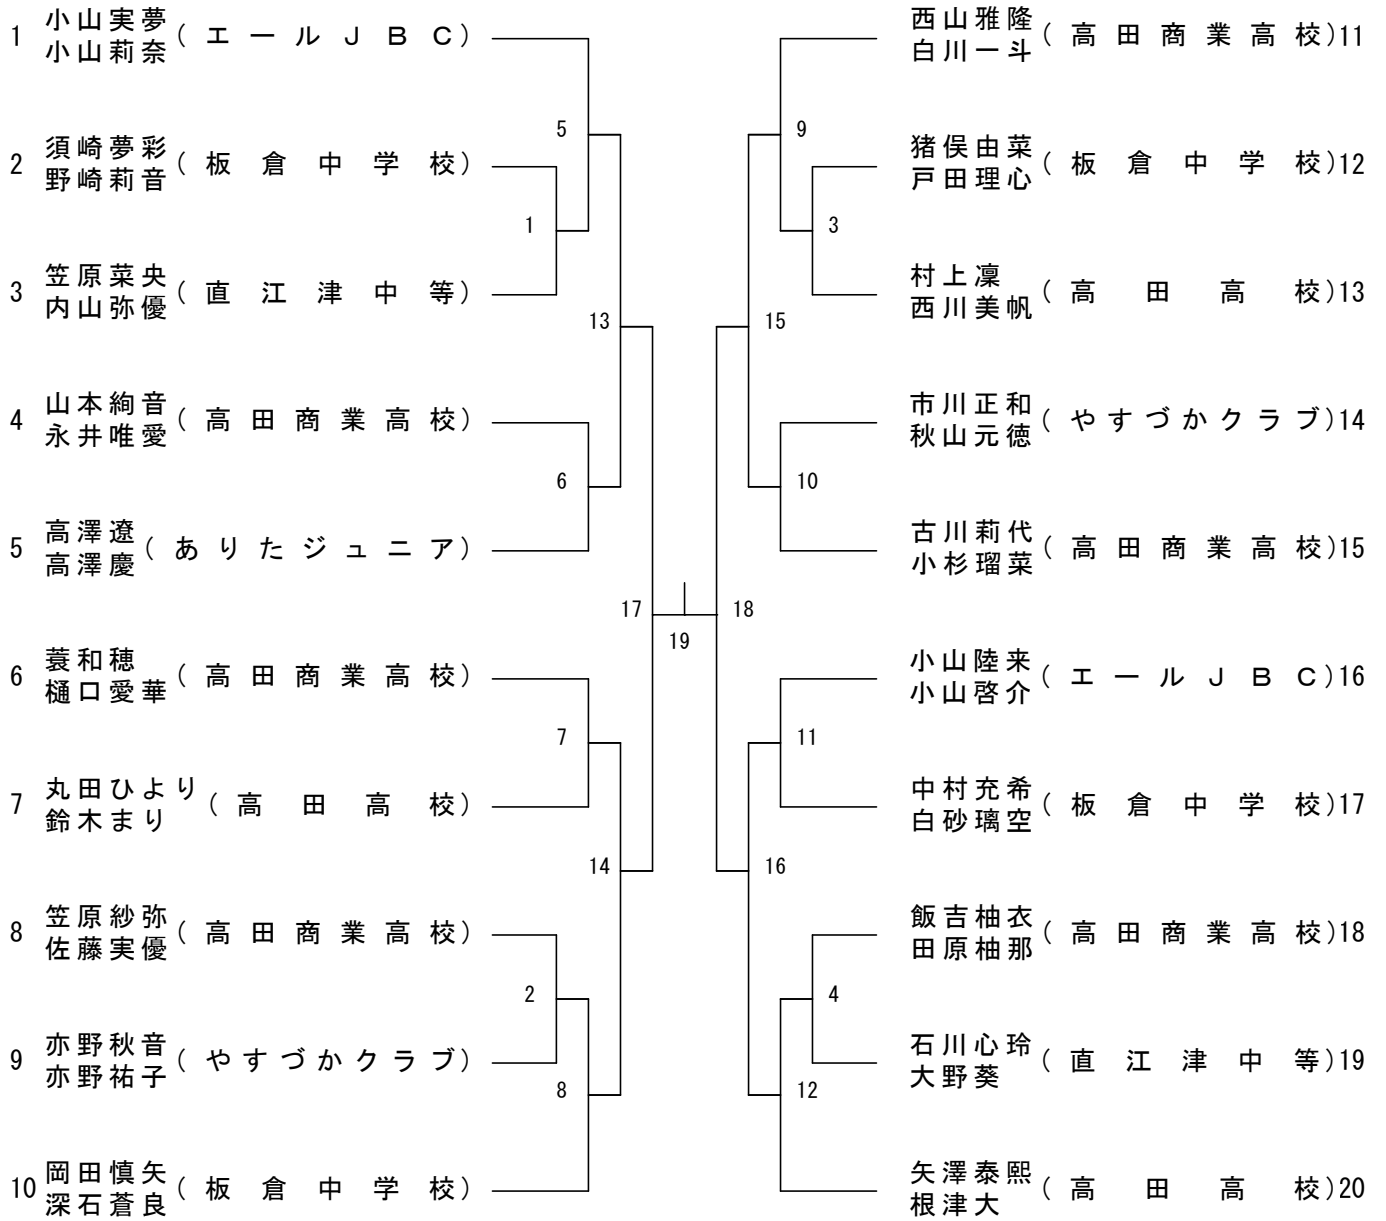 1 小山実夢
小山莉奈 (エールJBC)
2 須崎夢彩
野崎莉音 (板倉中学校)
3 笠原菜央
内山弥優 (直江津中等)
4 山本絢音
永井唯愛 (高田商業高校)
5 高澤遼
高澤慶 (ありたジュニア)
6 蓑和穂
樋口愛華 (高田商業高校)
7 丸田ひより
鈴木まり (高田高校)
8 笠原紗弥
佐藤実優 (高田商業高校)
9 亦野秋音
亦野祐子 (やすづかクラブ)
10 岡田慎矢
深石蒼良 (板倉中学校)
5
1
13
6
17
7
14
2
8
19
9
3
15
10
18
11
16
4
12
西山雅隆
白川一斗 (高田商業高校) 11
猪俣由菜
戸田理心 (板倉中学校) 12
村上凜
西川美帆 (高田高校) 13
市川正和
秋山元徳 (やすづかクラブ) 14
古川莉代
小杉瑠菜 (高田商業高校) 15
小山陸来
小山啓介 (エールJBC) 16
中村充希
白砂璃空 (板倉中学校) 17
飯吉柚衣
田原柚那 (高田商業高校) 18
石川心玲
大野葵 (直江津中等) 19
矢澤泰熙
根津大 (高田高校) 20